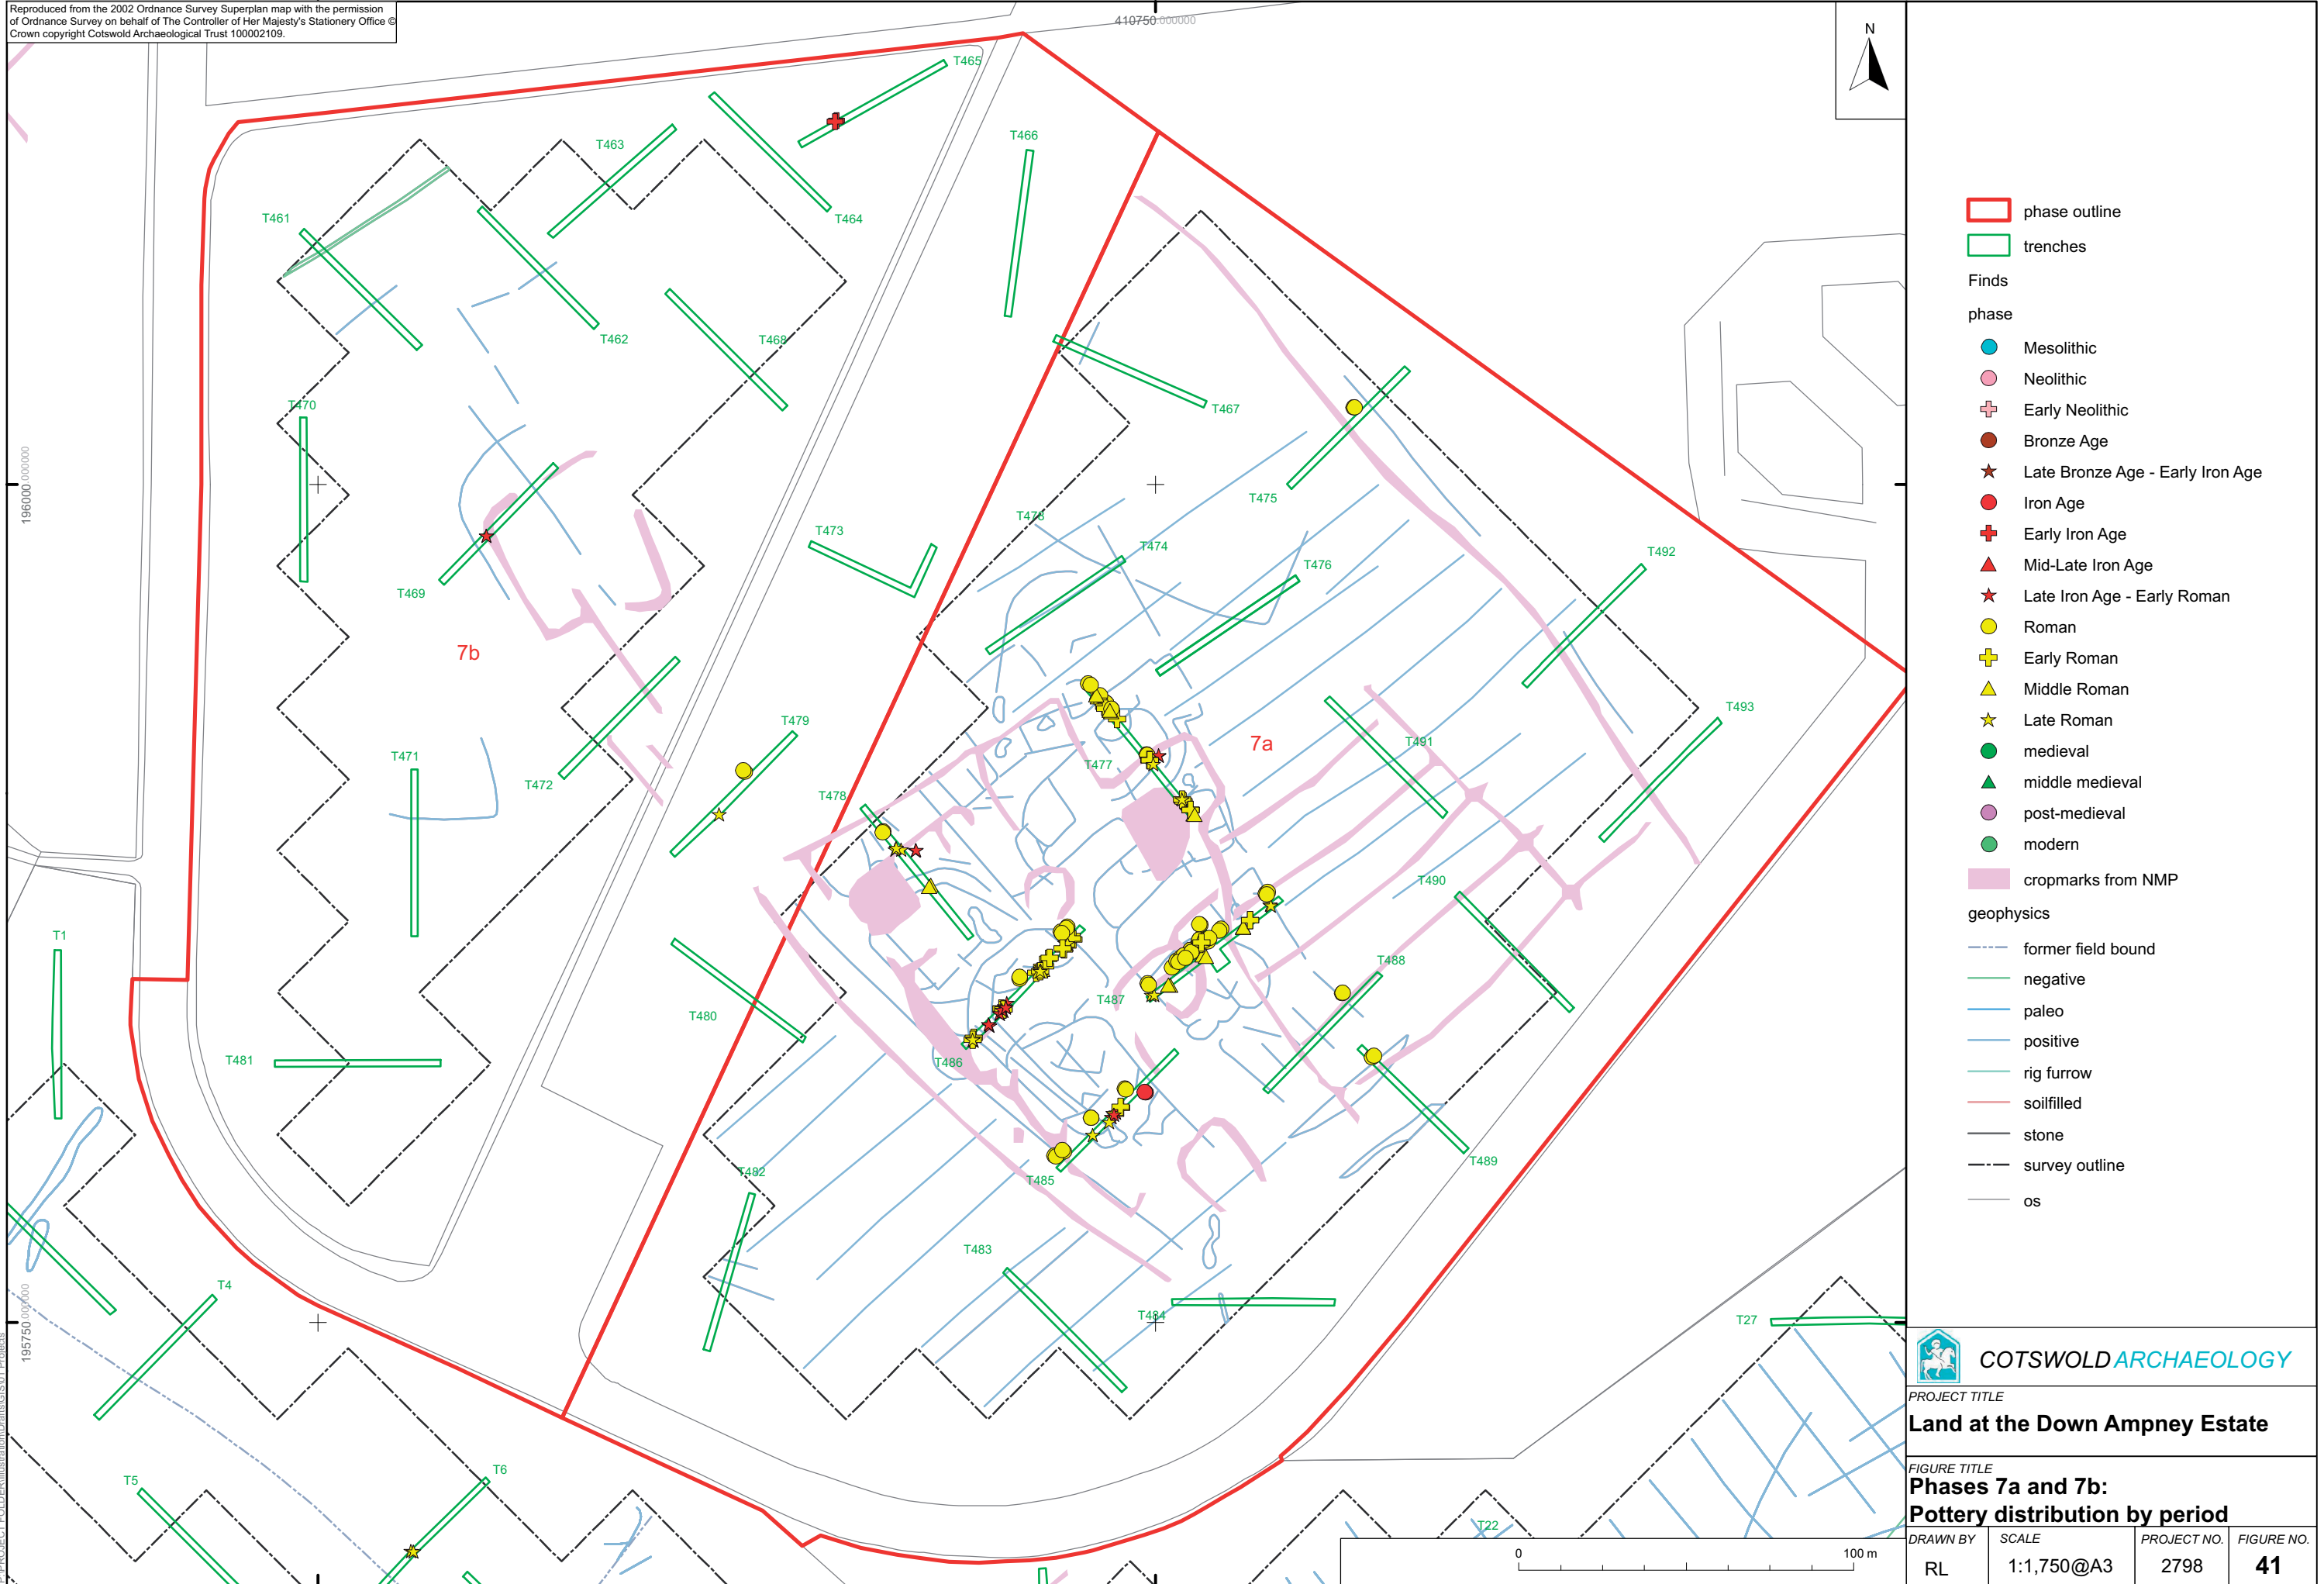 Reproduced from the 2002 Ordnance Survey Superplan map with the permission
of Ordnance Survey on behalf of The Controller of Her Majesty's Stationery Office ©
Crown copyright Cotswold Archaeological Trust 100002109.
410750.000000
N
T465
T466
T463
T464
T461
T462
T468
T467
T470
196000.000000
T475
T473
T473
T474
T476
T492
T469
7b
T493
T479
7a
T491
T471
T472
T477
T478
T490
T1
T488
T487
T480
T486
T481
T489
T482
T485
T483
T484
T4
T27
195750.000000
T5
T6
T22
0
100 m
phase outline
trenches
Finds
phase
Mesolithic
Neolithic
Early Neolithic
Bronze Age
Late Bronze Age - Early Iron Age
Iron Age
Early Iron Age
Mid-Late Iron Age
Late Iron Age - Early Roman
Roman
Early Roman
Middle Roman
Late Roman
medieval
middle medieval
post-medieval
modern
cropmarks from NMP
geophysics
former field bound
negative
paleo
positive
rig furrow
soilfilled
stone
survey outline
os
COTSWOLD ARCHAEOLOGY
PROJECT TITLE
Land at the Down Ampney Estate
FIGURE TITLE
Phases 7a and 7b:
Pottery distribution by period
DRAWN BY SCALE PROJECT NO. FIGURE NO.
RL 1:1,750@A3 2798 41